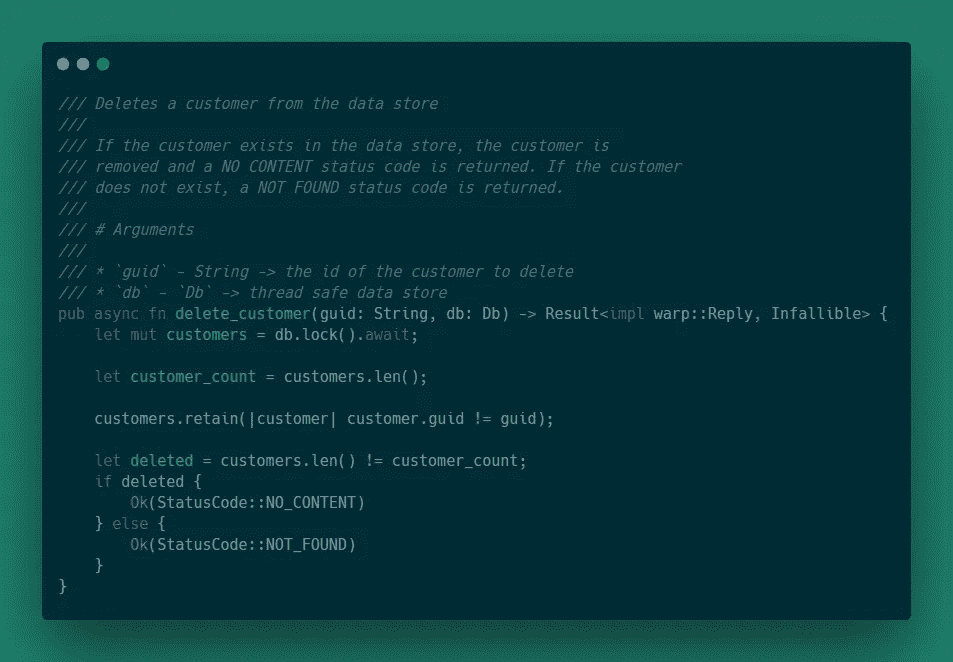 /// Deletes a customer from the data store
///
/// If the customer exists in the data store, the customer is
/// removed and a NO CONTENT status code is returned. If the customer
/// does not exist, a NOT FOUND status code is returned.
///
/// # Arguments
///
/// * `guid` - String -> the id of the customer to delete
/// * `db` - `Db` -> thread safe data store
pub async fn delete_customer(guid: String, db: Db) -> Result<impl warp::Reply, Infallible> {
    let mut customers = db.lock().await;

    let customer_count = customers.len();

    customers.retain(|customer| customer.guid != guid);

    let deleted = customers.len() != customer_count;
    if deleted {
        Ok(StatusCode::NO_CONTENT)
    } else {
        Ok(StatusCode::NOT_FOUND)
    }
}